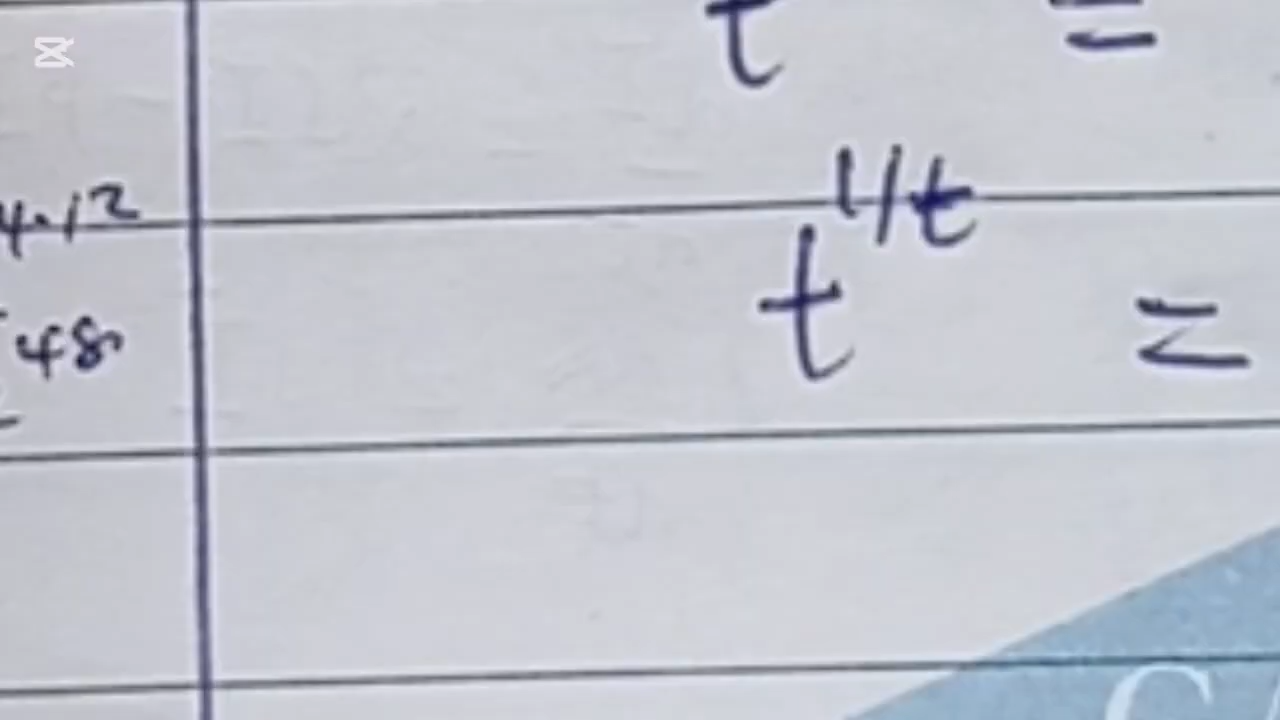 t =
4·12
t^{1/t} =
48